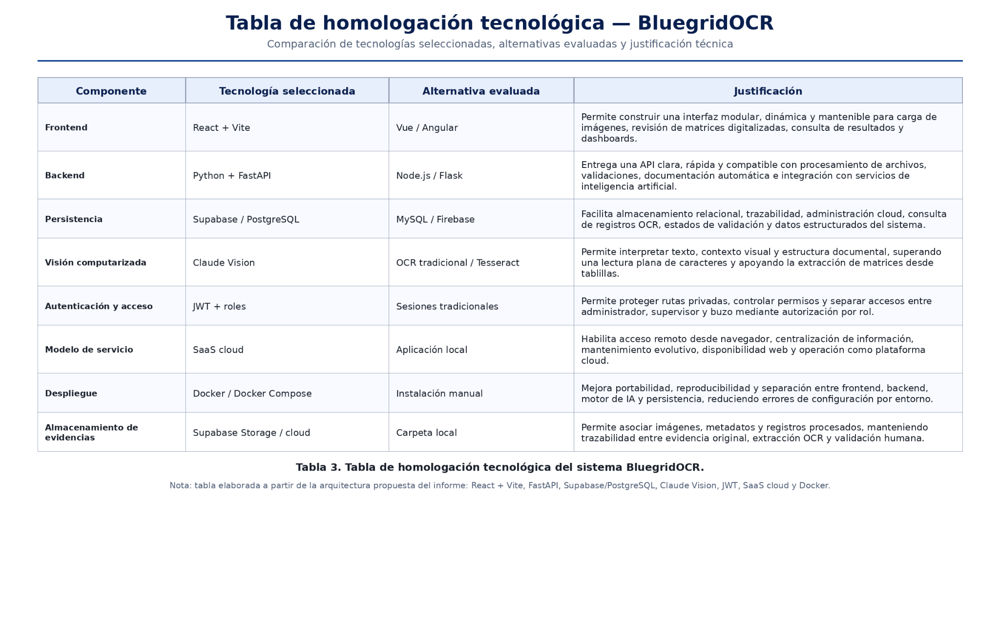 Tabla de homologación tecnológica — BluegridOCR
Comparación de tecnologías seleccionadas, alternativas evaluadas y justificación técnica
Componente
Tecnología seleccionada
Alternativa evaluada
Justificación
Frontend
React + Vite
Vue / Angular
Permite construir una interfaz modular, dinámica y mantenible para carga de
imágenes, revisión de matrices digitalizadas, consulta de resultados y
dashboards.
Backend
Python + FastAPI
Node.js / Flask
Entrega una API clara, rápida y compatible con procesamiento de archivos,
validaciones, documentación automática e integración con servicios de
inteligencia artificial.
Persistencia
Supabase / PostgreSQL
MySQL / Firebase
Facilita almacenamiento relacional, trazabilidad, administración cloud, consulta
de registros OCR, estados de validación y datos estructurados del sistema.
Visión computarizada
Claude Vision
OCR tradicional / Tesseract
Permite interpretar texto, contexto visual y estructura documental, superando
una lectura plana de caracteres y apoyando la extracción de matrices desde
tablillas.
Autenticación y acceso
JWT + roles
Sesiones tradicionales
Permite proteger rutas privadas, controlar permisos y separar accesos entre
administrador, supervisor y buzo mediante autorización por rol.
Modelo de servicio
SaaS cloud
Aplicación local
Habilita acceso remoto desde navegador, centralización de información,
mantenimiento evolutivo, disponibilidad web y operación como plataforma
cloud.
Despliegue
Docker / Docker Compose
Instalación manual
Mejora portabilidad, reproducibilidad y separación entre frontend, backend,
motor de IA y persistencia, reduciendo errores de configuración por entorno.
Almacenamiento de
evidencias
Supabase Storage / cloud
Carpeta local
Permite asociar imágenes, metadatos y registros procesados, manteniendo
trazabilidad entre evidencia original, extracción OCR y validación humana.
Tabla 3. Tabla de homologación tecnológica del sistema BluegridOCR.
Nota: tabla elaborada a partir de la arquitectura propuesta del informe: React + Vite, FastAPI, Supabase/PostgreSQL, Claude Vision, JWT, SaaS cloud y Docker.